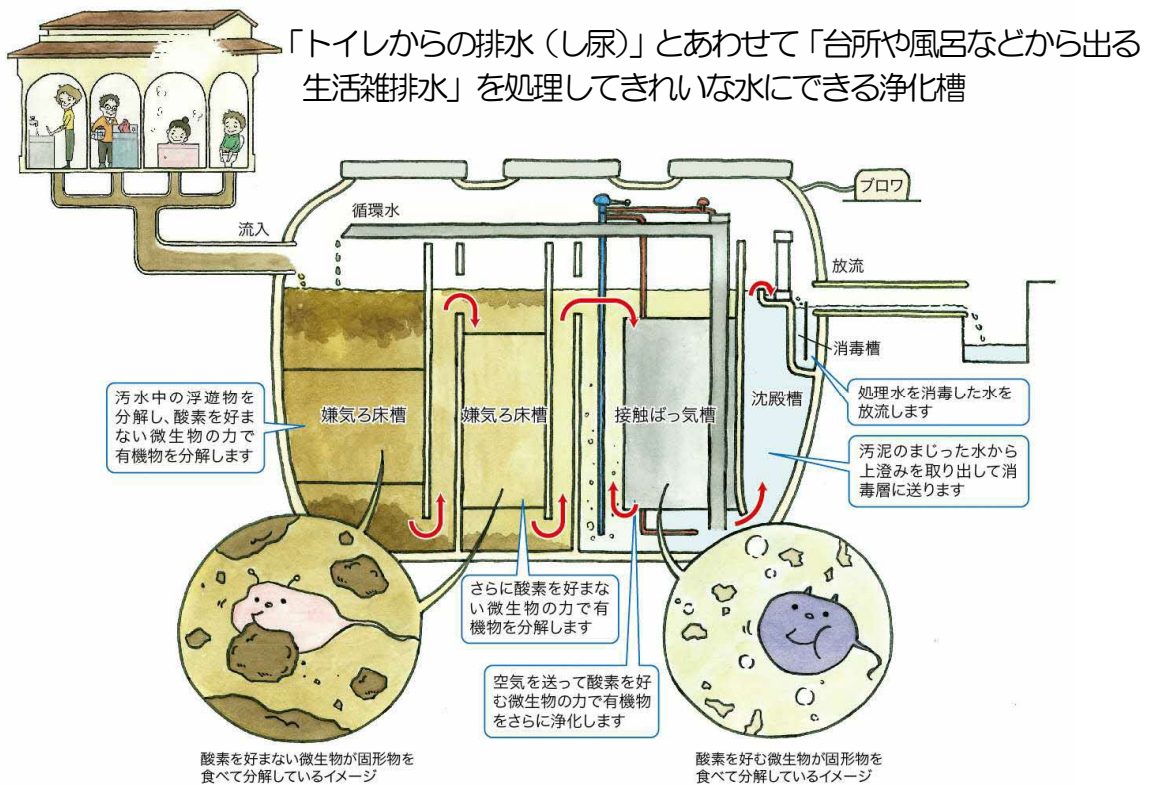 「トイレからの排水（し尿）」とあわせて「台所や風呂などから出る
生活雑排水」を処理してきれいな水にできる浄化槽
ブロワ
循環水
流入
放流
消毒槽
処理水を消毒した水を
放流します
汚水中の浮遊物を
分解し、酸素を好ま
ない微生物の力で
有機物を分解します
嫌気ろ床槽
嫌気ろ床槽
接触ばっ気槽
沈殿槽
汚泥のまじった水から
上澄みを取り出して消
毒層に送ります
さらに酸素を好まな
い微生物の力で有
機物を分解します
空気を送って酸素を好
む微生物の力で有機物
をさらに浄化します
酸素を好まない微生物が固形物を
食べて分解しているイメージ
酸素を好む微生物が固形物を
食べて分解しているイメージ